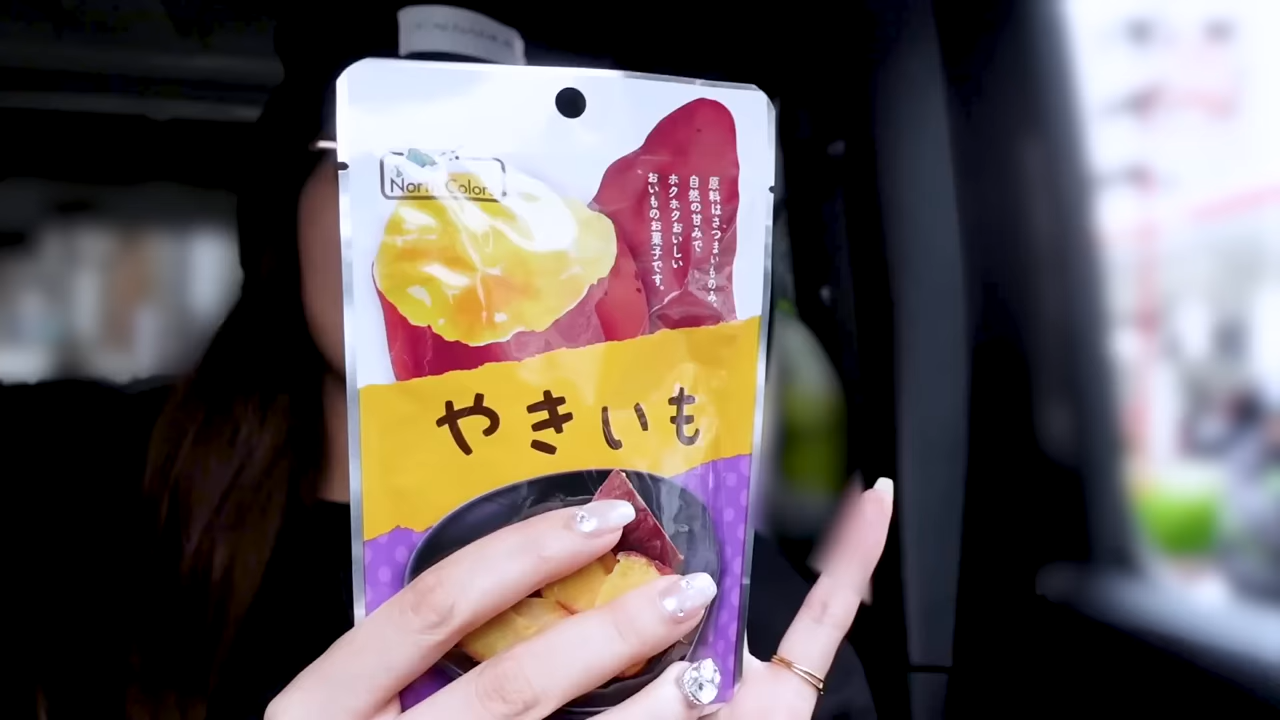 North Colors
原料はさつまいものみ。
自然の甘みで
ホクホクおいしい
おいものお菓子です。
やきいも